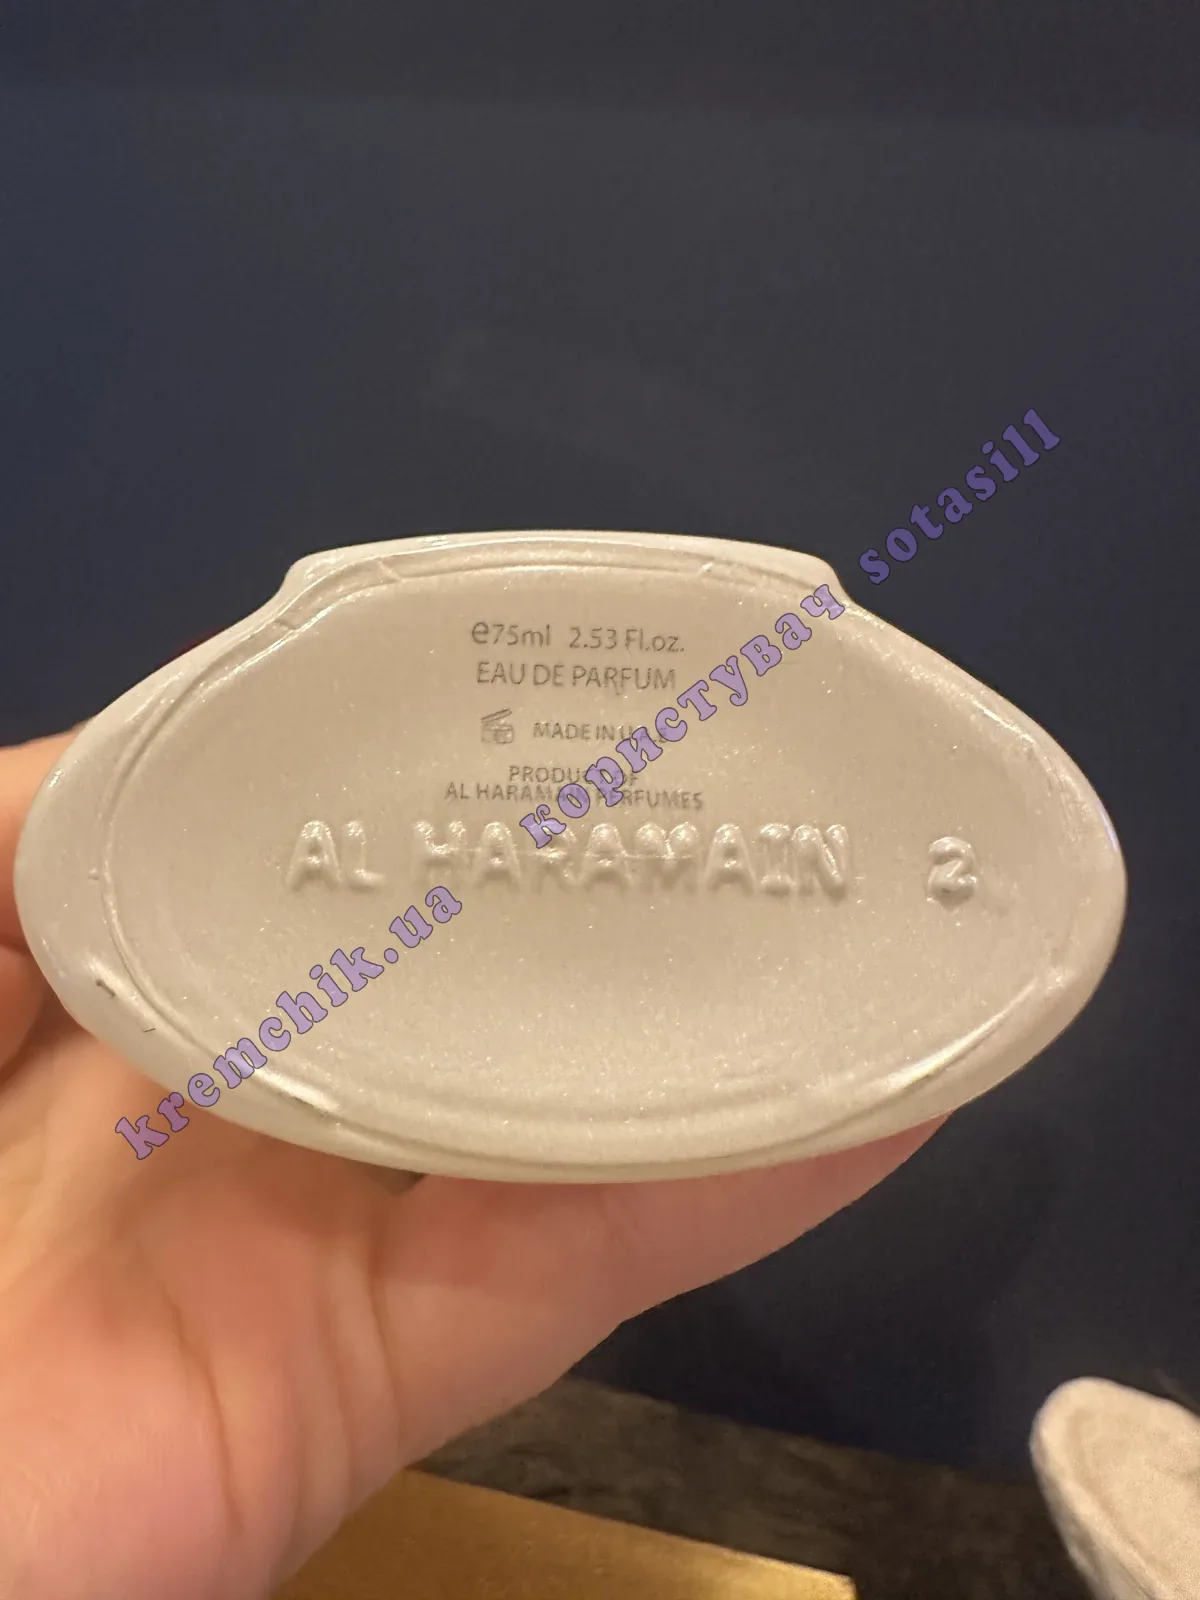 e75ml 2.53 Fl.oz.
EAU DE PARFUM
MADE IN U.A.E
PRODUCT OF
AL HARAMAIN PERFUMES
AL HARAMAIN 2
kremchik.ua користувач sotasill